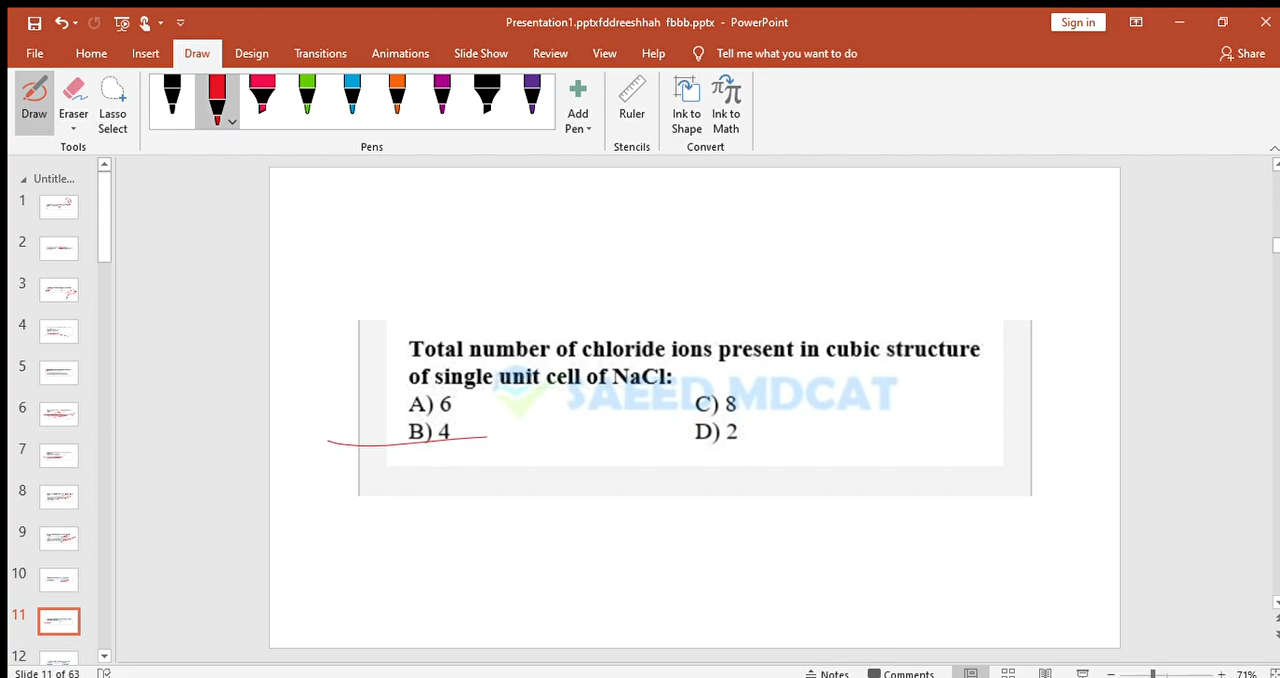 Presentation1.pptxfddreeshhah fbbb.pptx - PowerPoint
Sign in
File Home Insert Draw Design Transitions Animations Slide Show Review View Help Tell me what you want to do
Share
Draw
Eraser
Lasso
Select
Add
Pen
Ruler
Ink to
Shape
Ink to
Math
Tools
Pens
Stencils
Convert
Untitle...
1
2
3
4
5
6
7
8
9
10
11
12
Total number of chloride ions present in cubic structure
of single unit cell of NaCl:
SAEED MDCAT
A) 6
C) 8
B) 4
D) 2
Slide 11 of 63
Notes
Comments
71%